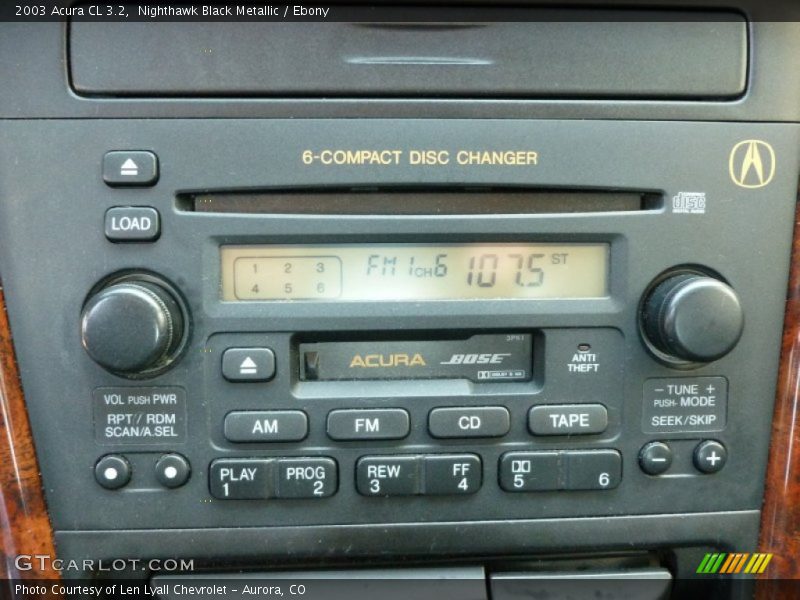 2003 Acura CL 3.2,  Nighthawk Black Metallic / Ebony
6-COMPACT DISC CHANGER
LOAD
disc
DIGITAL AUDIO
1 2 3
4 5 6
FM 1 CH 6 107.5 ST
ACURA BOSE
ANTI
THEFT
VOL PUSH PWR
RPT / RDM
SCAN/A.SEL
− TUNE +
PUSH- MODE
SEEK/SKIP
AM FM CD TAPE
PLAY PROG REW FF
1 2 3 4 5 6
+
GTCARLOT.COM
Photo Courtesy of Len Lyall Chevrolet - Aurora, CO